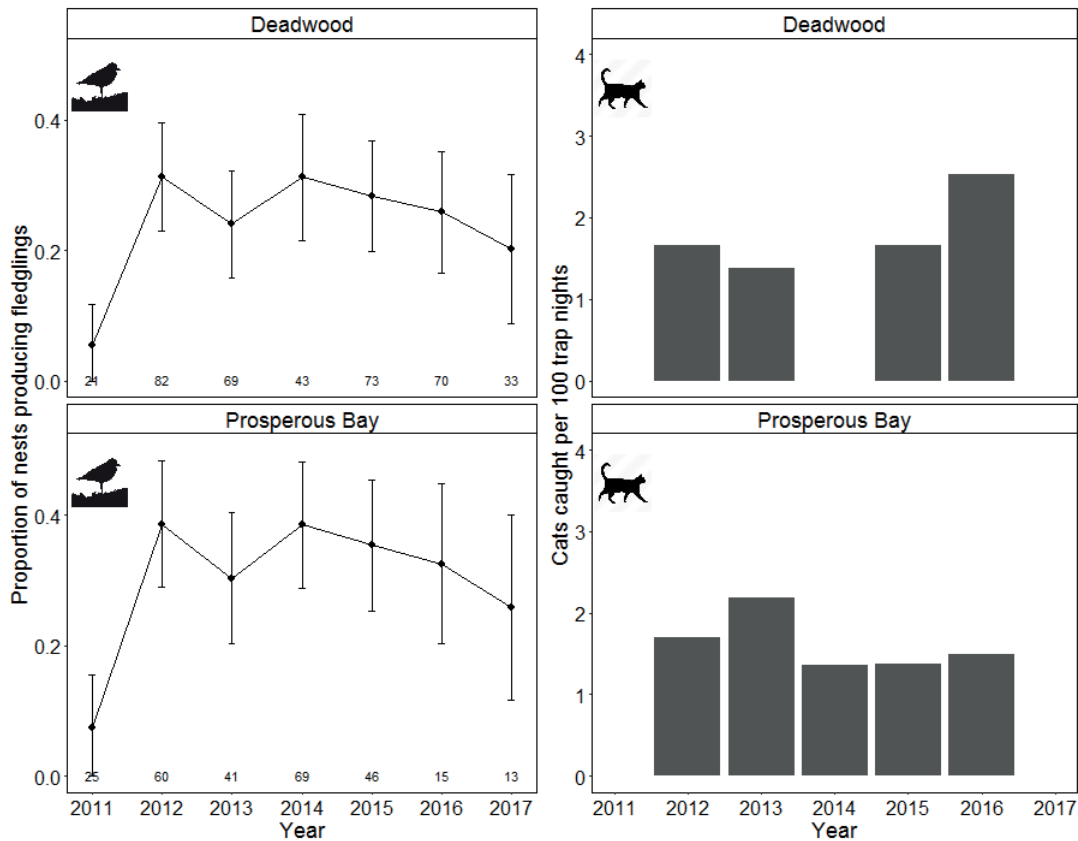 Deadwood
Proportion of nests producing fledglings
0.4
0.2
0.0
24 82 69 43 73 70 33
Prosperous Bay
0.4
0.2
0.0
25 60 41 69 46 15 13
2011 2012 2013 2014 2015 2016 2017
Year
Deadwood
Cats caught per 100 trap nights
4
3
2
1
0
Prosperous Bay
4
3
2
1
0
2011 2012 2013 2014 2015 2016 2017
Year